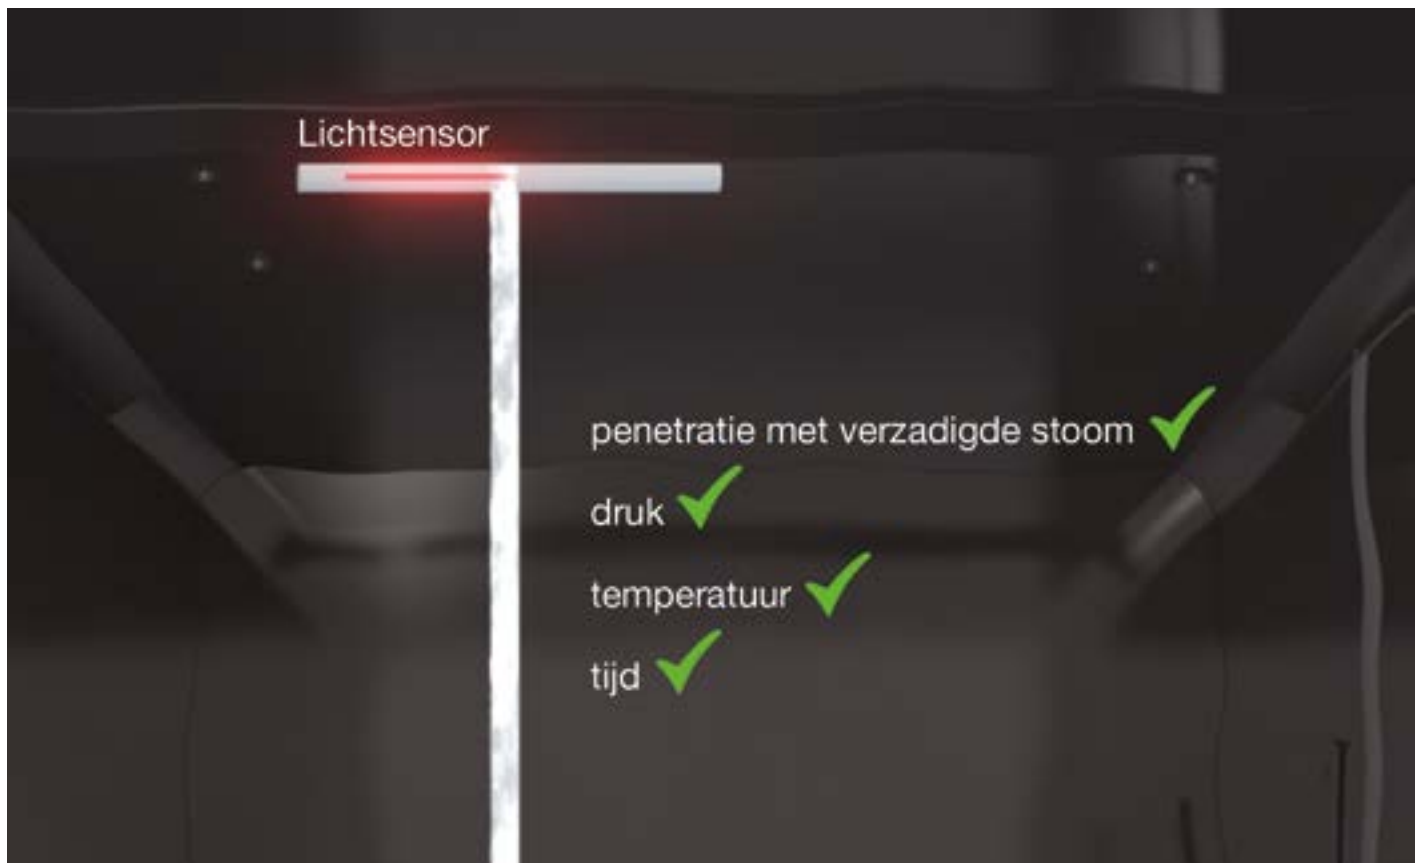 Lichtsensor
penetratie met verzadigde stoom
druk
temperatuur
tijd